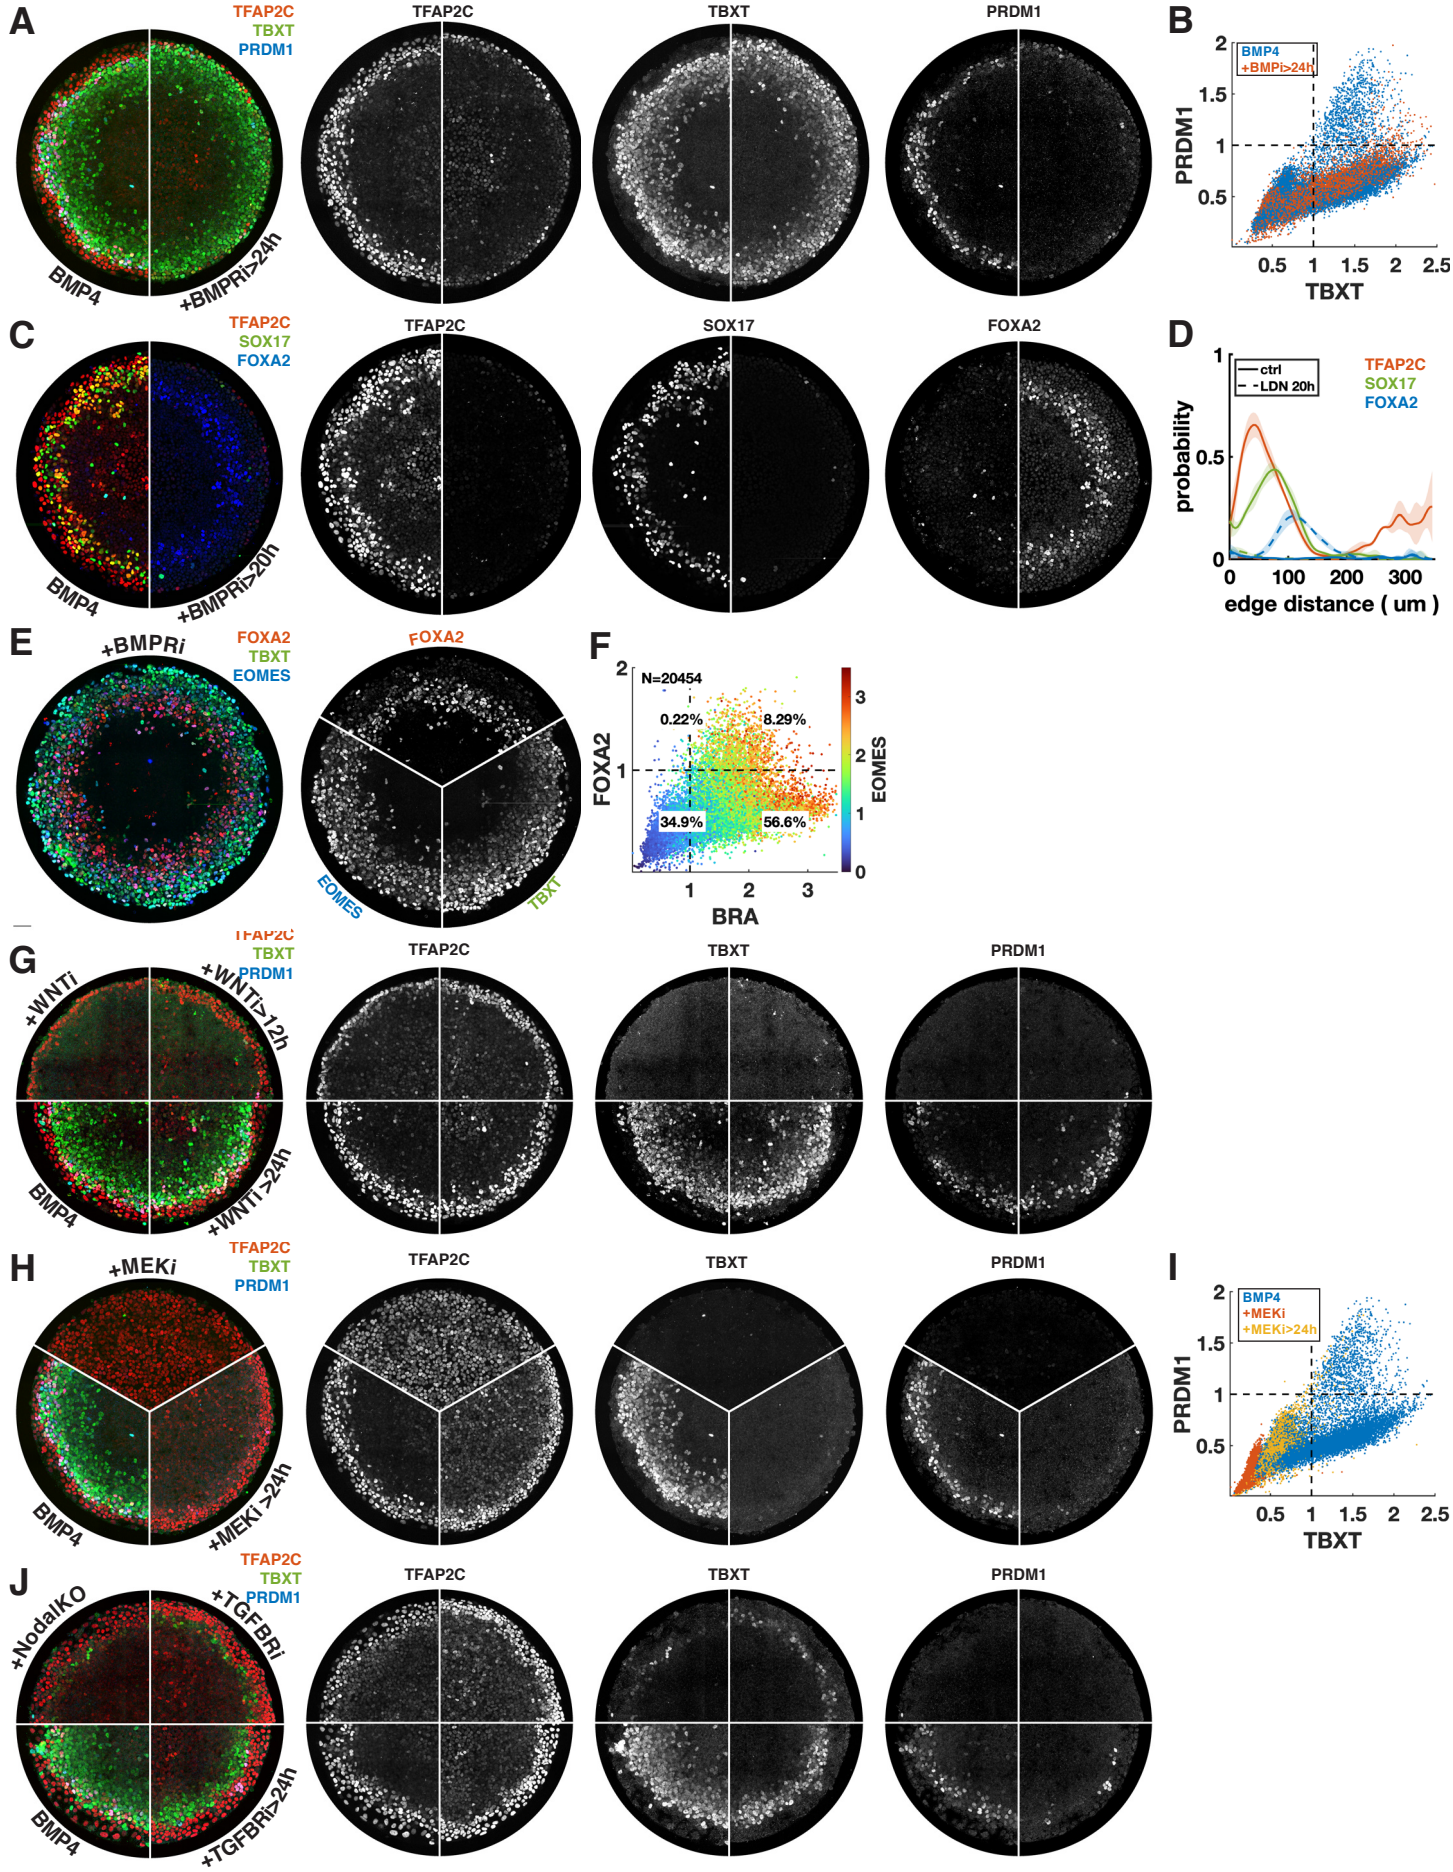 A
TFAP2C
TBXT
PRDM1
TFAP2C
TBXT
PRDM1
BMP4
+BMPRi>24h
B
BMP4
+BMPi>24h
2
1.5
1
0.5
PRDM1
0.5 1 1.5 2 2.5
TBXT
C
TFAP2C
SOX17
FOXA2
TFAP2C
SOX17
FOXA2
BMP4
+BMPRi>20h
D
ctrl
LDN 20h
TFAP2C
SOX17
FOXA2
1
0.5
0
probability
0 100 200 300
edge distance ( um )
E
+BMPRi
FOXA2
TBXT
EOMES
FOXA2
EOMES
TBXT
F
N=20454
0.22% 8.29%
34.9% 56.6%
2
1
FOXA2
1 2 3
BRA
3
2
1
0
EOMES
G
TFAP2C
TBXT
PRDM1
TFAP2C
TBXT
PRDM1
+WNTi
+WNTi>12h
BMP4
+WNTi >24h
H
+MEKi
TFAP2C
TBXT
PRDM1
TFAP2C
TBXT
PRDM1
BMP4
+MEKi >24h
I
BMP4
+MEKi
+MEKi>24h
2
1.5
1
0.5
PRDM1
0.5 1 1.5 2 2.5
TBXT
J
TFAP2C
TBXT
PRDM1
TFAP2C
TBXT
PRDM1
+NodalKO
+TGFBRi
BMP4
+TGFBRi>24h